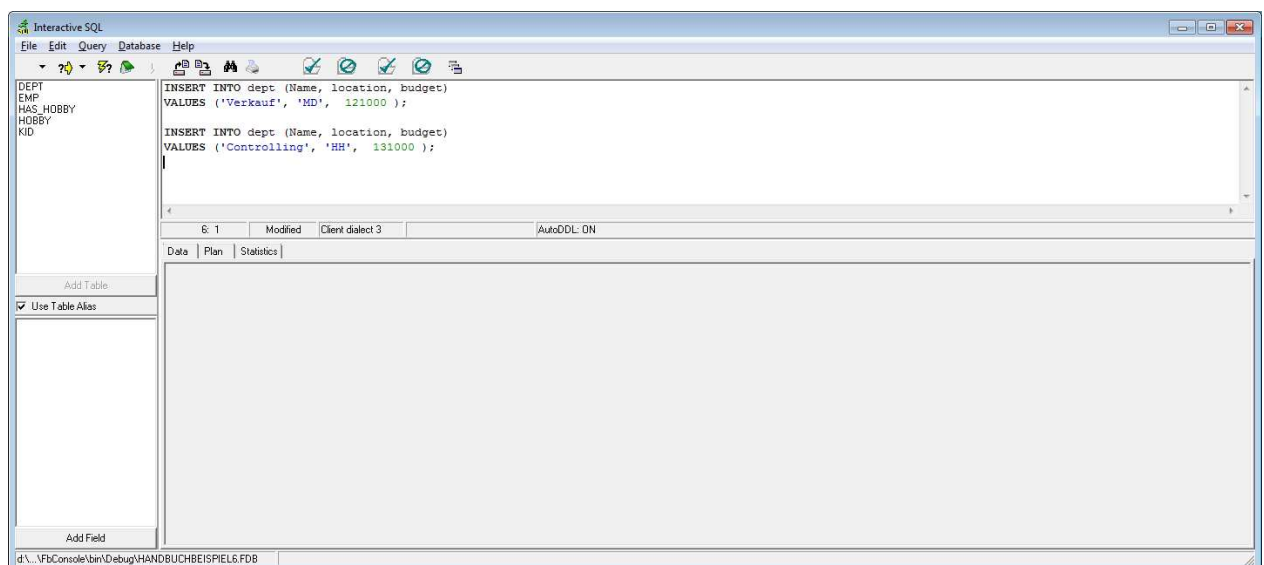 Interactive SQL
File Edit Query Database Help
DEPT
EMP
HAS_HOBBY
HOBBY
KID
INSERT INTO dept (Name, location, budget)
VALUES ('Verkauf', 'MD', 121000 );
INSERT INTO dept (Name, location, budget)
VALUES ('Controlling', 'HH', 131000 );
6: 1 Modified Client dialect 3 AutoDDL: ON
Data Plan Statistics
Add Table
Use Table Alias
Add Field
d:\...\FbConsole\bin\Debug\HANDBUCHBEISPIEL6.FDB